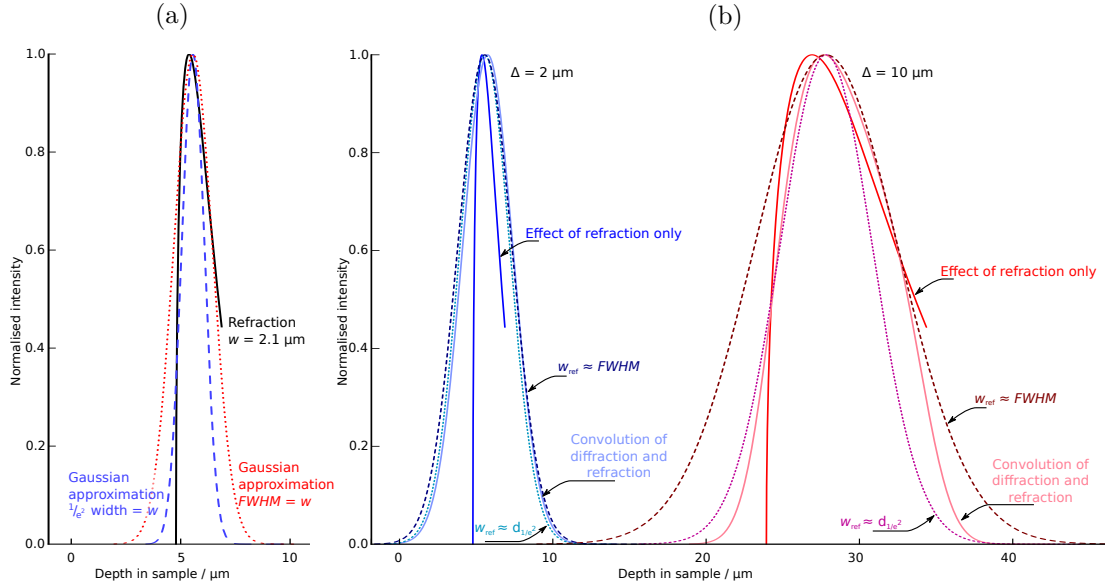 (a)
(b)
Normalised intensity
1.0
0.8
0.6
0.4
0.2
0.0
0
5
10
Depth in sample / μm
Refraction
w = 2.1 μm
Gaussian
approximation
1/e² width = w
Gaussian
approximation
FWHM = w
Normalised intensity
1.0
0.8
0.6
0.4
0.2
0.0
0
10
20
30
40
Depth in sample / μm
Δ = 2 μm
Effect of refraction only
w_ref ≈ FWHM
Convolution of
diffraction and
refraction
w_ref ≈ d_1/e²
Δ = 10 μm
Effect of refraction only
w_ref ≈ FWHM
Convolution of
diffraction and
refraction
w_ref ≈ d_1/e²